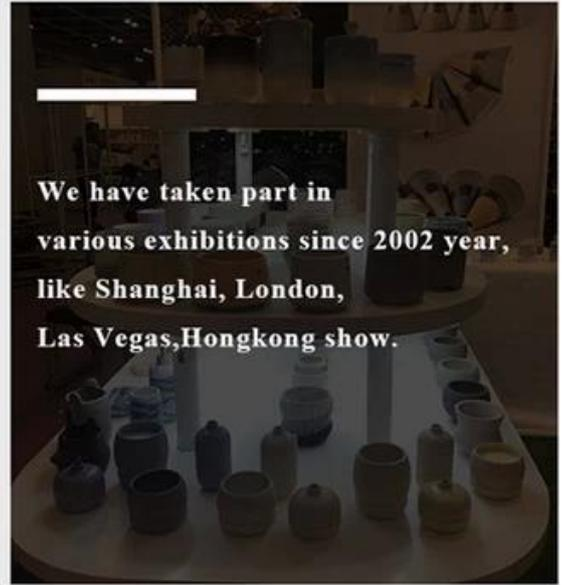 We have taken part in
various exhibitions since 2002 year,
like Shanghai, London,
Las Vegas,Hongkong show.